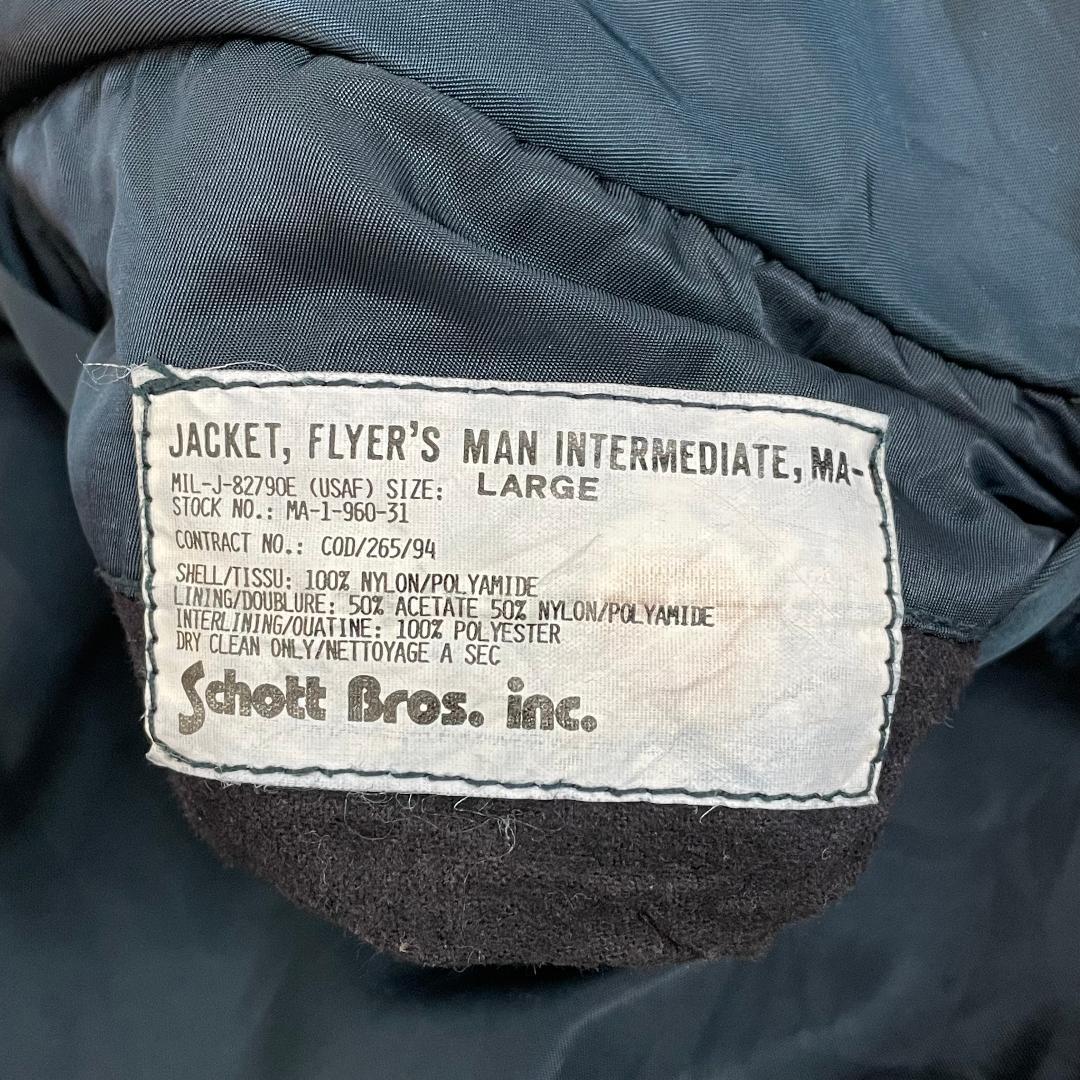 JACKET, FLYER'S MAN INTERMEDIATE, MA-
MIL-J-82790E (USAF) SIZE: LARGE
STOCK NO.: MA-1-960-31
CONTRACT NO.: COD/265/94
SHELL/TISSU: 100% NYLON/POLYAMIDE
LINING/DOUBLURE: 50% ACETATE 50% NYLON/POLYAMIDE
INTERLINING/OUATINE: 100% POLYESTER
DRY CLEAN ONLY/NETTOYAGE A SEC
Schott Bros. inc.